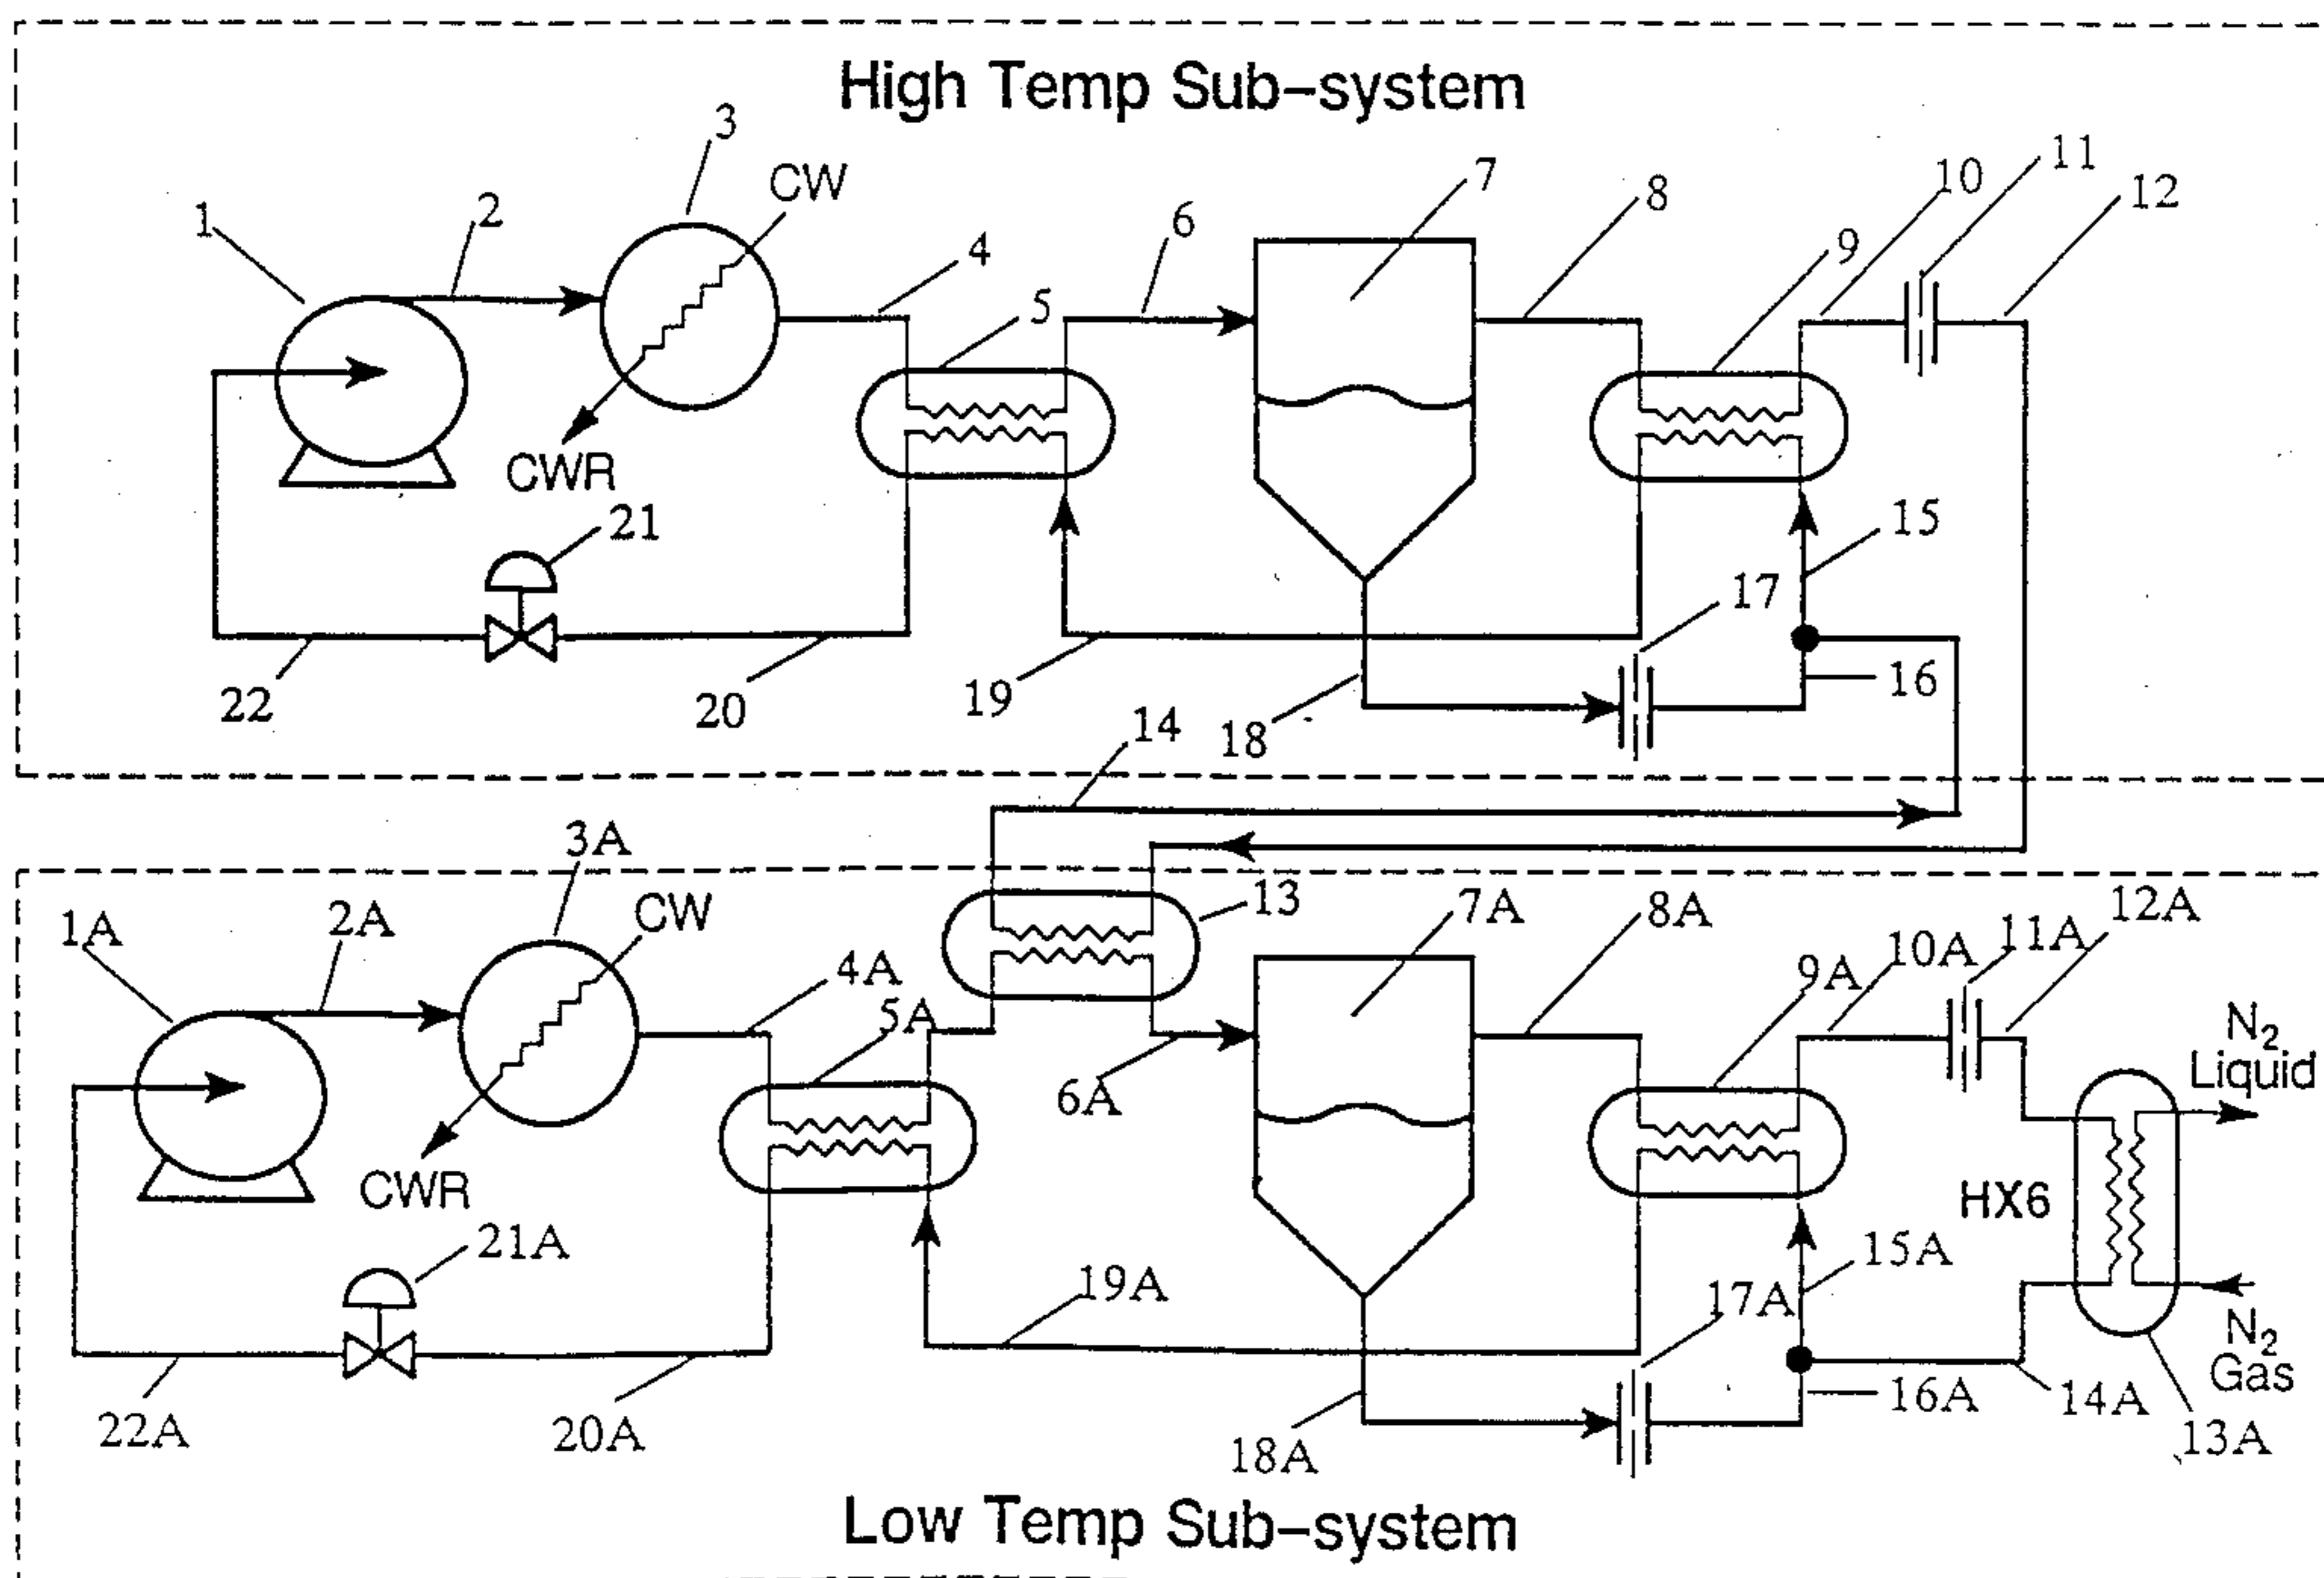 High Temp Sub-system
1
2
3
CW
4
5
6
7
8
9
10
11
12
CWR
21
15
17
16
22
20
19
18
14
3A
1A
2A
CW
4A
5A
13
6A
7A
8A
9A
10A
11A
12A
N2
Liquid
HX6
CWR
21A
19A
17A
15A
N2
Gas
22A
20A
18A
16A
14A
13A
Low Temp Sub-system